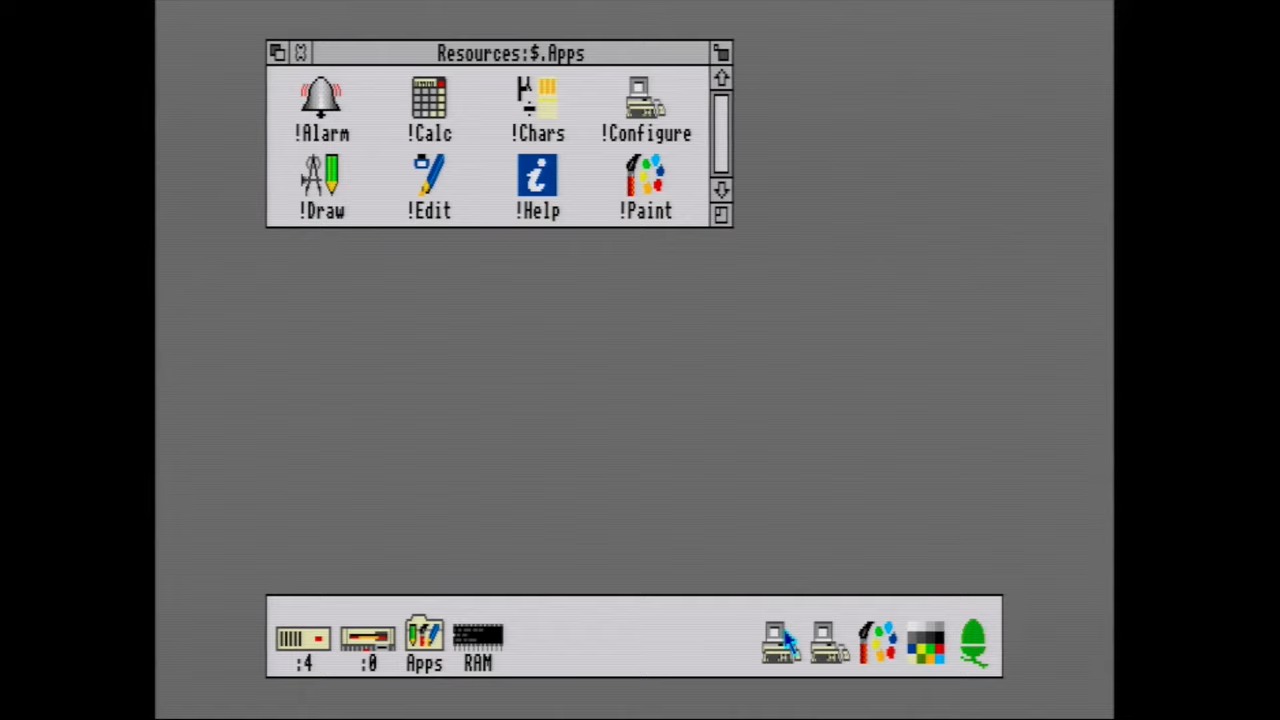 Resources:$.Apps
!Alarm !Calc !Chars !Configure
!Draw !Edit !Help !Paint
:4 :0 Apps RAM